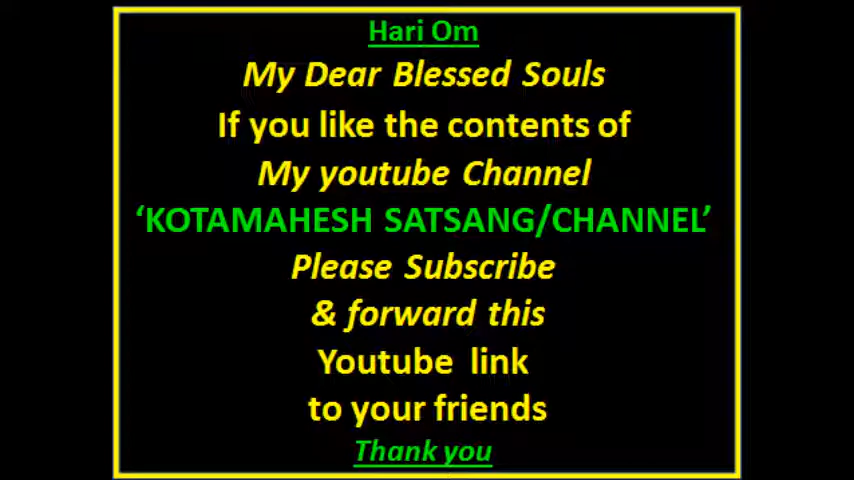 Hari Om
My Dear Blessed Souls
If you like the contents of
My youtube Channel
‘KOTAMAHESH SATSANG/CHANNEL’
Please Subscribe
& forward this
Youtube link
to your friends
Thank you